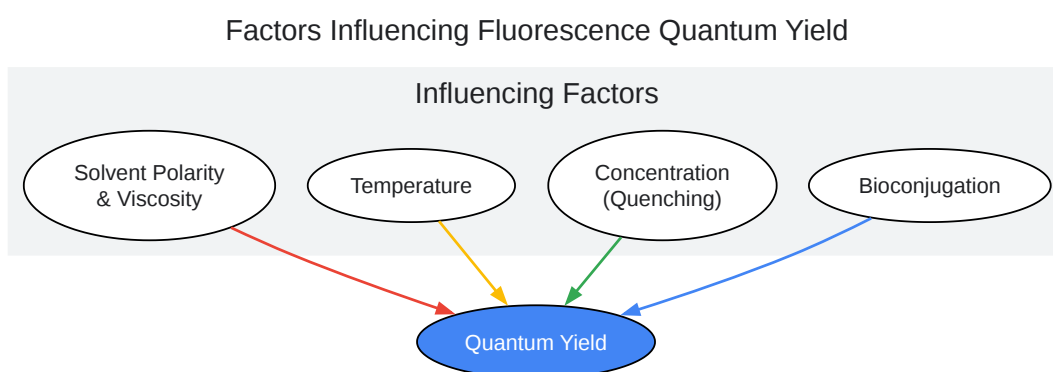 Factors Influencing Fluorescence Quantum Yield
Influencing Factors
Solvent Polarity
& Viscosity
Temperature
Concentration
(Quenching)
Bioconjugation
Quantum Yield